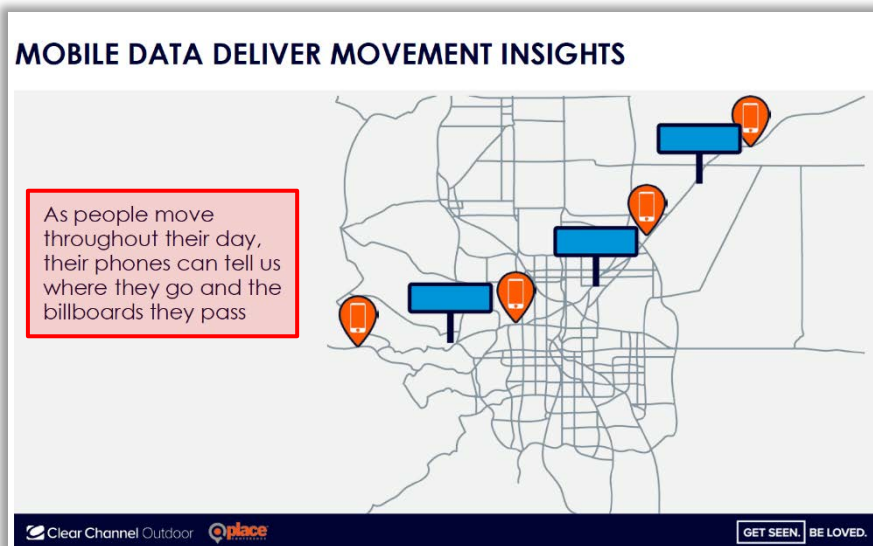 MOBILE DATA DELIVER MOVEMENT INSIGHTS
As people move
throughout their day,
their phones can tell us
where they go and the
billboards they pass
Clear Channel Outdoor
place
CONFERENCE
GET SEEN. BE LOVED.